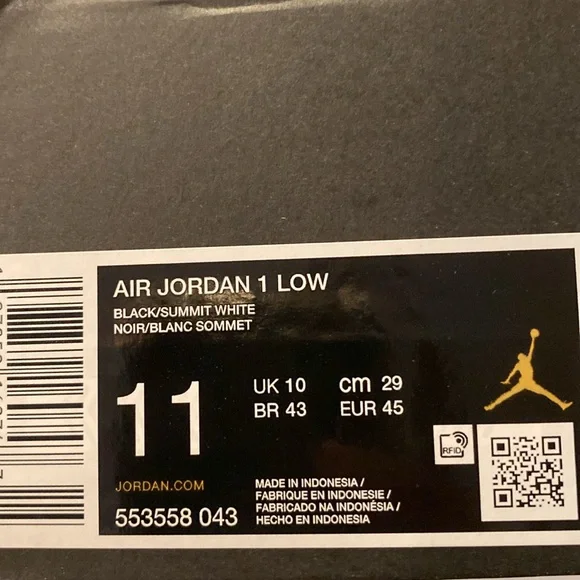 AIR JORDAN 1 LOW
BLACK/SUMMIT WHITE
NOIR/BLANC SOMMET
11
UK 10 cm 29
BR 43 EUR 45
RFID
JORDAN.COM
553558 043
MADE IN INDONESIA /
FABRIQUE EN INDONESIE /
FABRICADO NA INDONÉSIA /
HECHO EN INDONESIA